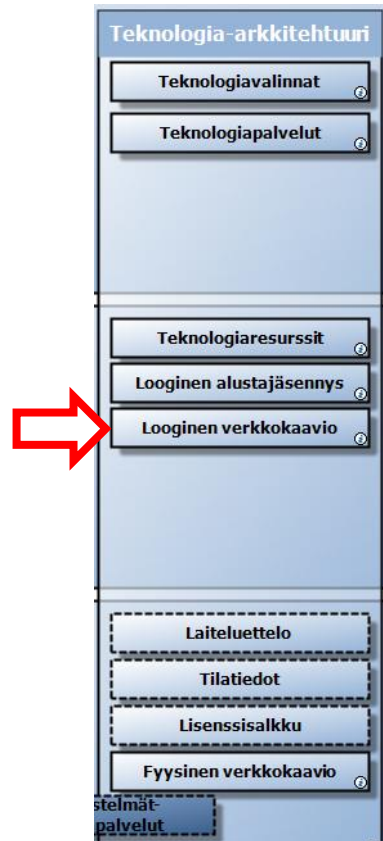 Teknologia-arkkitehtuuri
Teknologiavalinnat
Teknologiapalvelut
Teknologiaresurssit
Looginen alustajäsennys
Looginen verkkokaavio
Laiteluettelo
Tilatiedot
Lisenssisalkku
Fyysinen verkkokaavio
stelmät-
palvelut